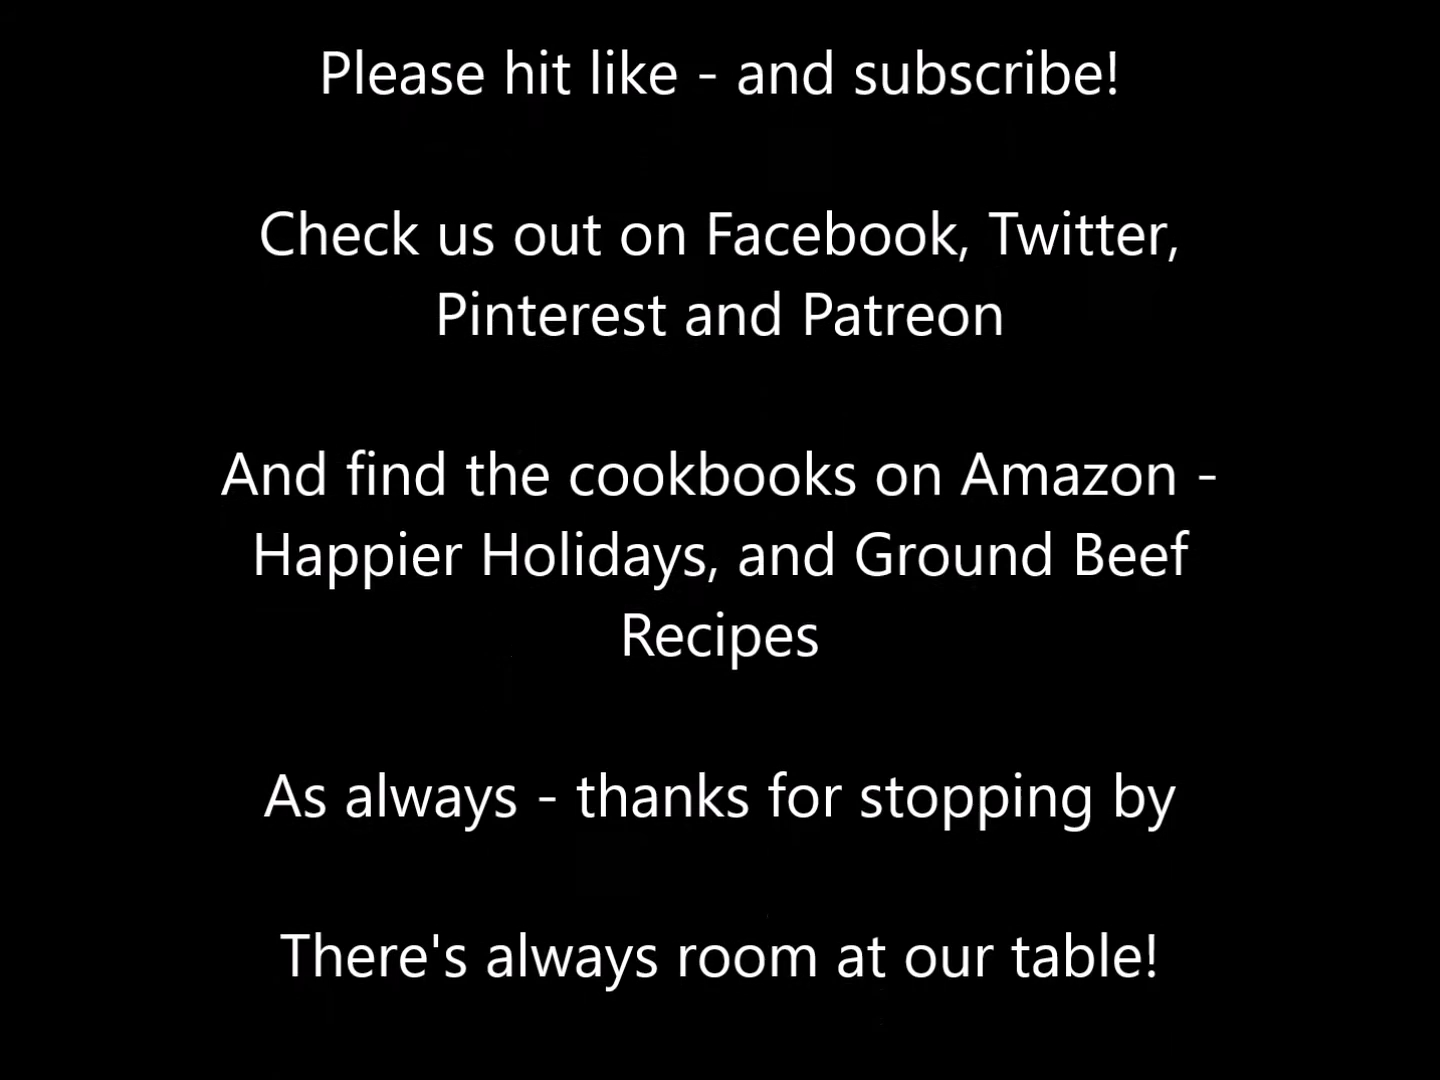 Please hit like - and subscribe!
Check us out on Facebook, Twitter,
Pinterest and Patreon
And find the cookbooks on Amazon -
Happier Holidays, and Ground Beef
Recipes
As always - thanks for stopping by
There's always room at our table!